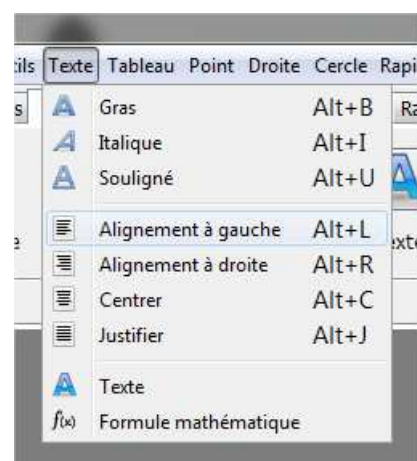 Texte Tableau Point Droite Cercle
Gras Alt+B
Italique Alt+I
Souligné Alt+U
Alignement à gauche Alt+L
Alignement à droite Alt+R
Centrer Alt+C
Justifier Alt+J
Texte
f(x) Formule mathématique